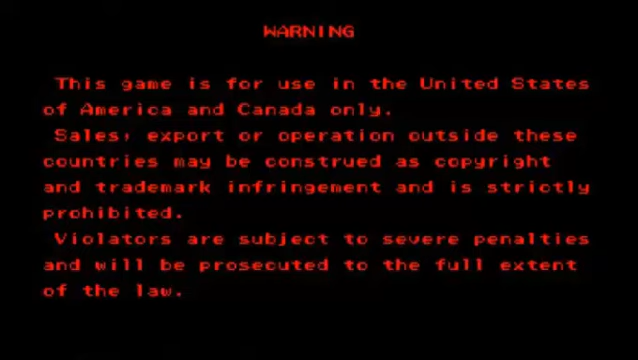 WARNING
This game is for use in the United States
of America and Canada only.
Sales, export or operation outside these
countries may be construed as copyright
and trademark infringement and is strictly
prohibited.
Violators are subject to severe penalties
and will be prosecuted to the full extent
of the law.